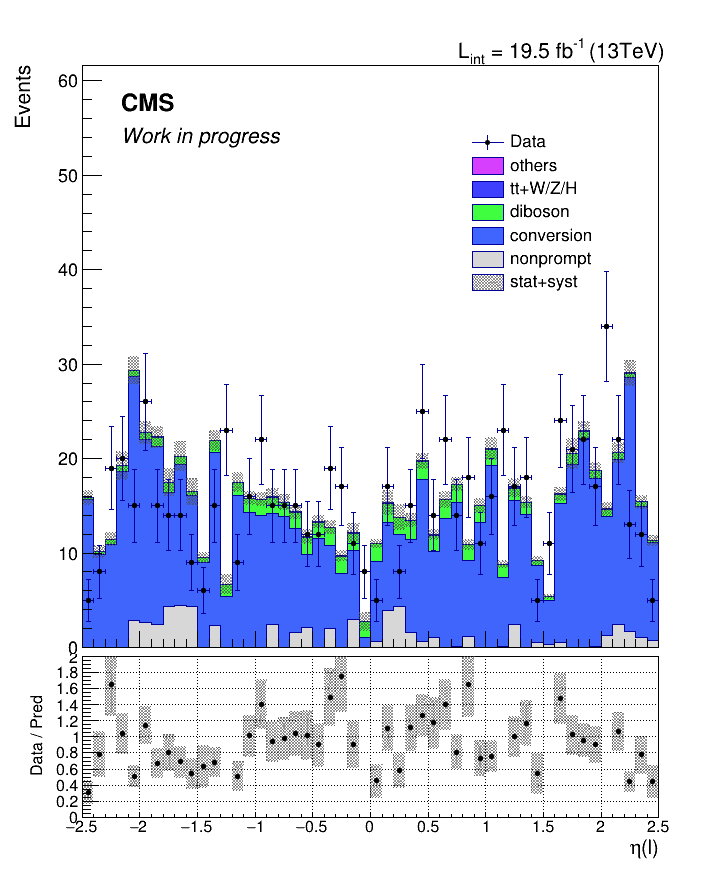 L_int = 19.5 fb^-1 (13TeV)
Events
CMS
Work in progress
Data
others
tt+W/Z/H
diboson
conversion
nonprompt
stat+syst
60
50
40
30
20
10
0
Data / Pred
2
1.8
1.6
1.4
1.2
1
0.8
0.6
0.4
0.2
0
−2.5 −2 −1.5 −1 −0.5 0 0.5 1 1.5 2 2.5
η(l)